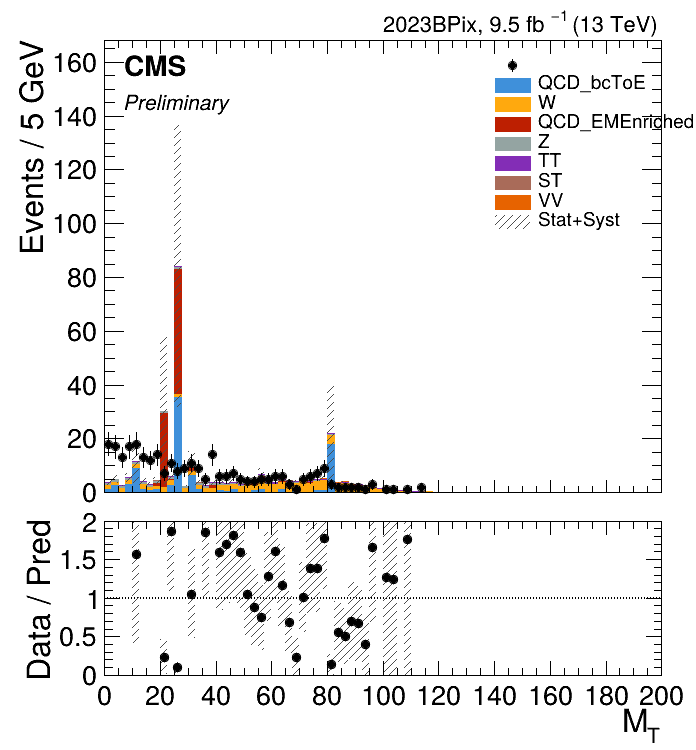 2023BPix, 9.5 fb⁻¹ (13 TeV)
CMS
Preliminary
Events / 5 GeV
160
140
120
100
80
60
40
20
0
QCD_bcToE
W
QCD_EMEnriched
Z
TT
ST
VV
Stat+Syst
Data / Pred
2
1.5
1
0.5
0
0 20 40 60 80 100 120 140 160 180 200
M_T